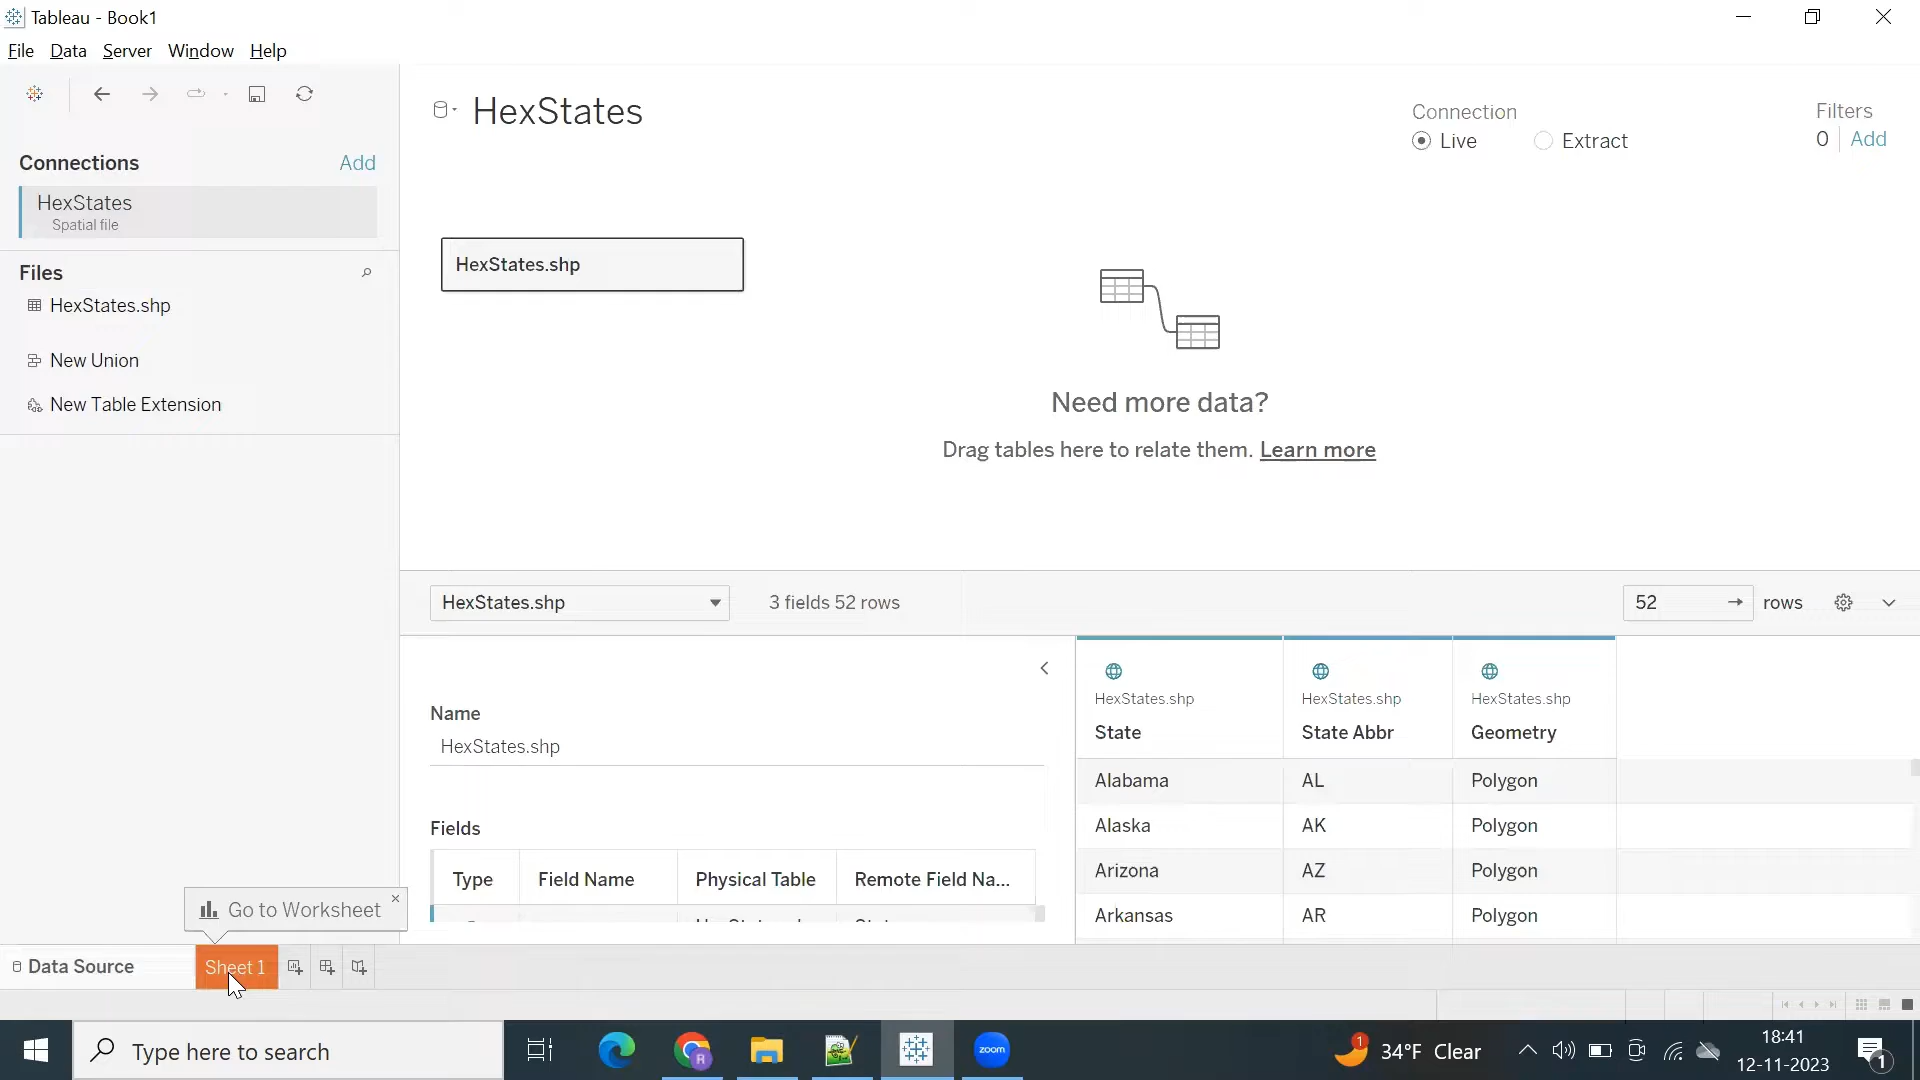 Tableau - Book1
File Data Server Window Help
HexStates
Connection
Live Extract
Filters
0 Add
Connections Add
HexStates
Spatial file
Files
HexStates.shp
New Union
New Table Extension
HexStates.shp
Need more data?
Drag tables here to relate them. Learn more
HexStates.shp 3 fields 52 rows 52 → rows
Name
HexStates.shp
Fields
Type Field Name Physical Table Remote Field Na...
HexStates.shp HexStates.shp HexStates.shp
State State Abbr Geometry
Alabama AL Polygon
Alaska AK Polygon
Arizona AZ Polygon
Arkansas AR Polygon
Go to Worksheet
Data Source Sheet 1
Type here to search
R
zoom
1
34°F Clear
18:41
12-11-2023
1